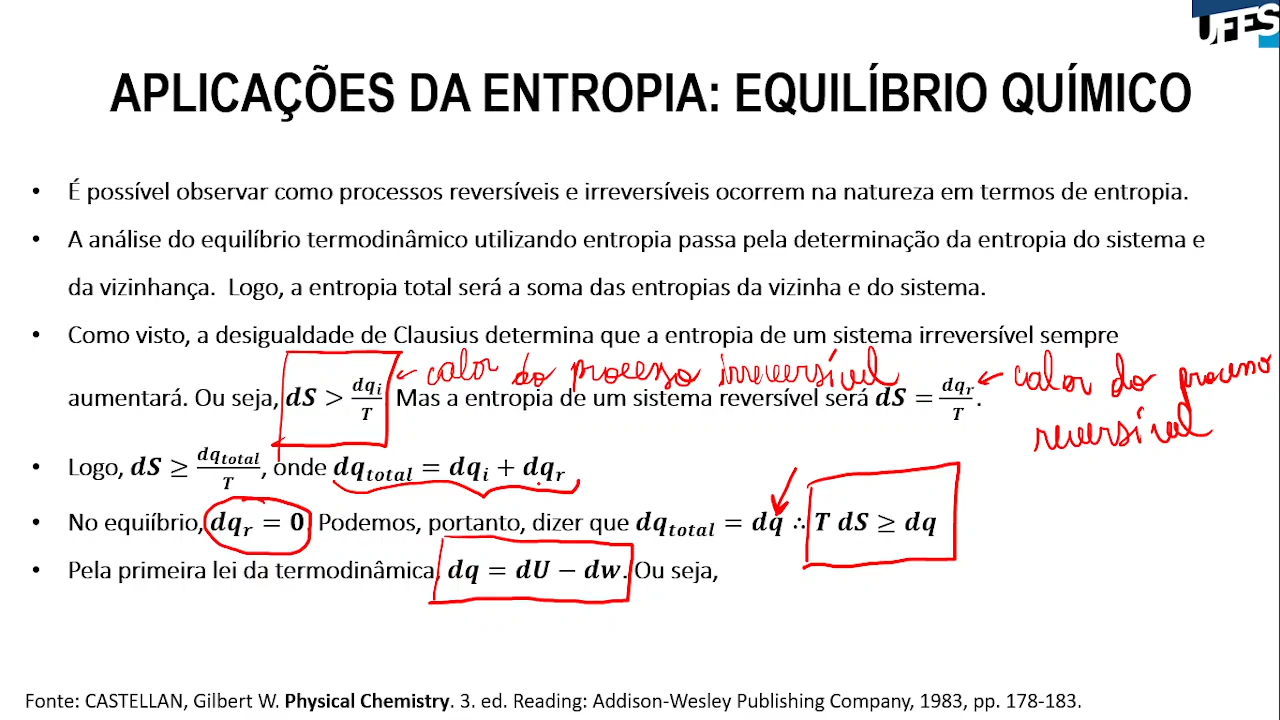 UFES
APLICAÇÕES DA ENTROPIA: EQUILÍBRIO QUÍMICO
• É possível observar como processos reversíveis e irreversíveis ocorrem na natureza em termos de entropia.
• A análise do equilíbrio termodinâmico utilizando entropia passa pela determinação da entropia do sistema e
da vizinhança. Logo, a entropia total será a soma das entropias da vizinha e do sistema.
• Como visto, a desigualdade de Clausius determina que a entropia de um sistema irreversível sempre
← calor do processo irreversível
← calor do processo
aumentará. Ou seja, dS > dq_i/T Mas a entropia de um sistema reversível será dS = dq_r/T.
reversível
• Logo, dS ≥ dq_total/T, onde dq_total = dq_i + dq_r
• No equiíbrio, dq_r = 0 Podemos, portanto, dizer que dq_total = dq ∴ T dS ≥ dq
• Pela primeira lei da termodinâmica, dq = dU − dw. Ou seja,
Fonte: CASTELLAN, Gilbert W. Physical Chemistry. 3. ed. Reading: Addison-Wesley Publishing Company, 1983, pp. 178-183.